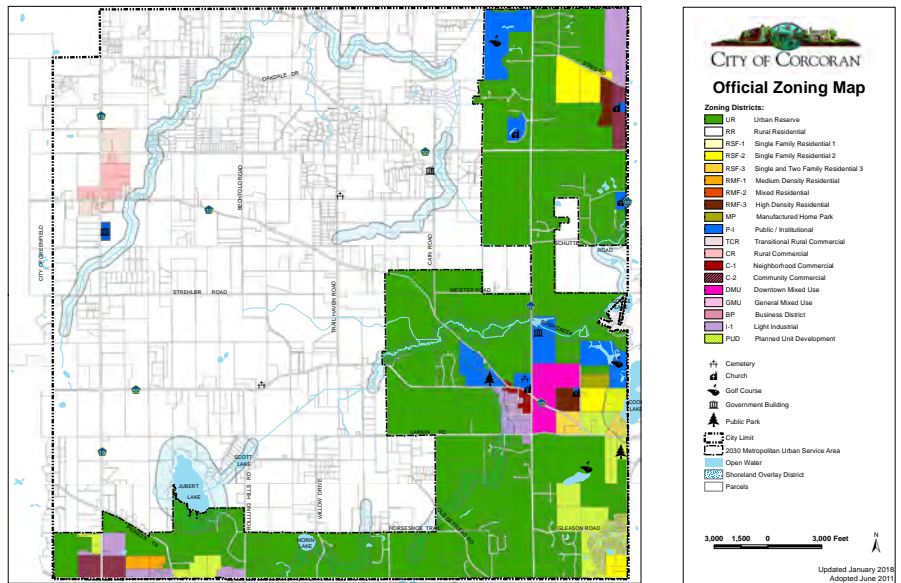 CITY OF CORCORAN
Official Zoning Map
Zoning Districts:
UR Urban Reserve
RR Rural Residential
RSF-1 Single Family Residential 1
RSF-2 Single Family Residential 2
RSF-3 Single and Two Family Residential 3
RMF-1 Medium Density Residential
RMF-2 Mixed Residential
RMF-3 High Density Residential
MP Manufactured Home Park
P-I Public / Institutional
TCR Transitional Rural Commercial
CR Rural Commercial
C-1 Neighborhood Commercial
C-2 Community Commercial
DMU Downtown Mixed Use
GMU General Mixed Use
BP Business District
I-1 Light Industrial
PUD Planned Unit Development
Cemetery
Church
Golf Course
Government Building
Public Park
City Limit
2030 Metropolitan Urban Service Area
Open Water
Shoreland Overlay District
Parcels
3,000 1,500 0 3,000 Feet
N
Updated January 2018
Adopted June 2011
OAKDALE DR
BECHTOLD ROAD
CITY OF GREENFIELD
CAIN ROAD
SCHUTTE ROAD
STREHLER ROAD
MEISTER ROAD
TRAIL HAVEN ROAD
LARKIN RD
SCOTT LAKE
JUBERT LAKE
ROLLING HILLS RD
WILLOW DRIVE
HORSESHOE TRAIL
OLD SETTLERS RD
GLEASON ROAD
MORIN LAKE